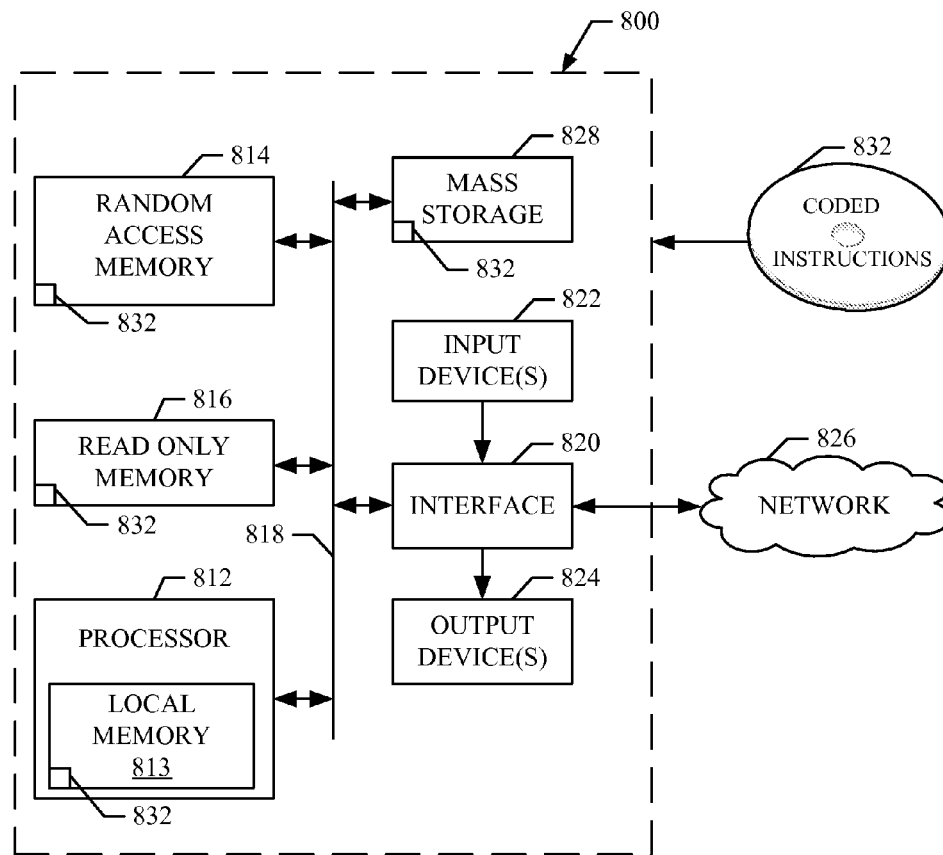 800
814
RANDOM
ACCESS
MEMORY
832
828
MASS
STORAGE
832
832
CODED
INSTRUCTIONS
822
INPUT
DEVICE(S)
816
READ ONLY
MEMORY
832
820
INTERFACE
826
NETWORK
818
812
PROCESSOR
LOCAL
MEMORY
813
832
824
OUTPUT
DEVICE(S)